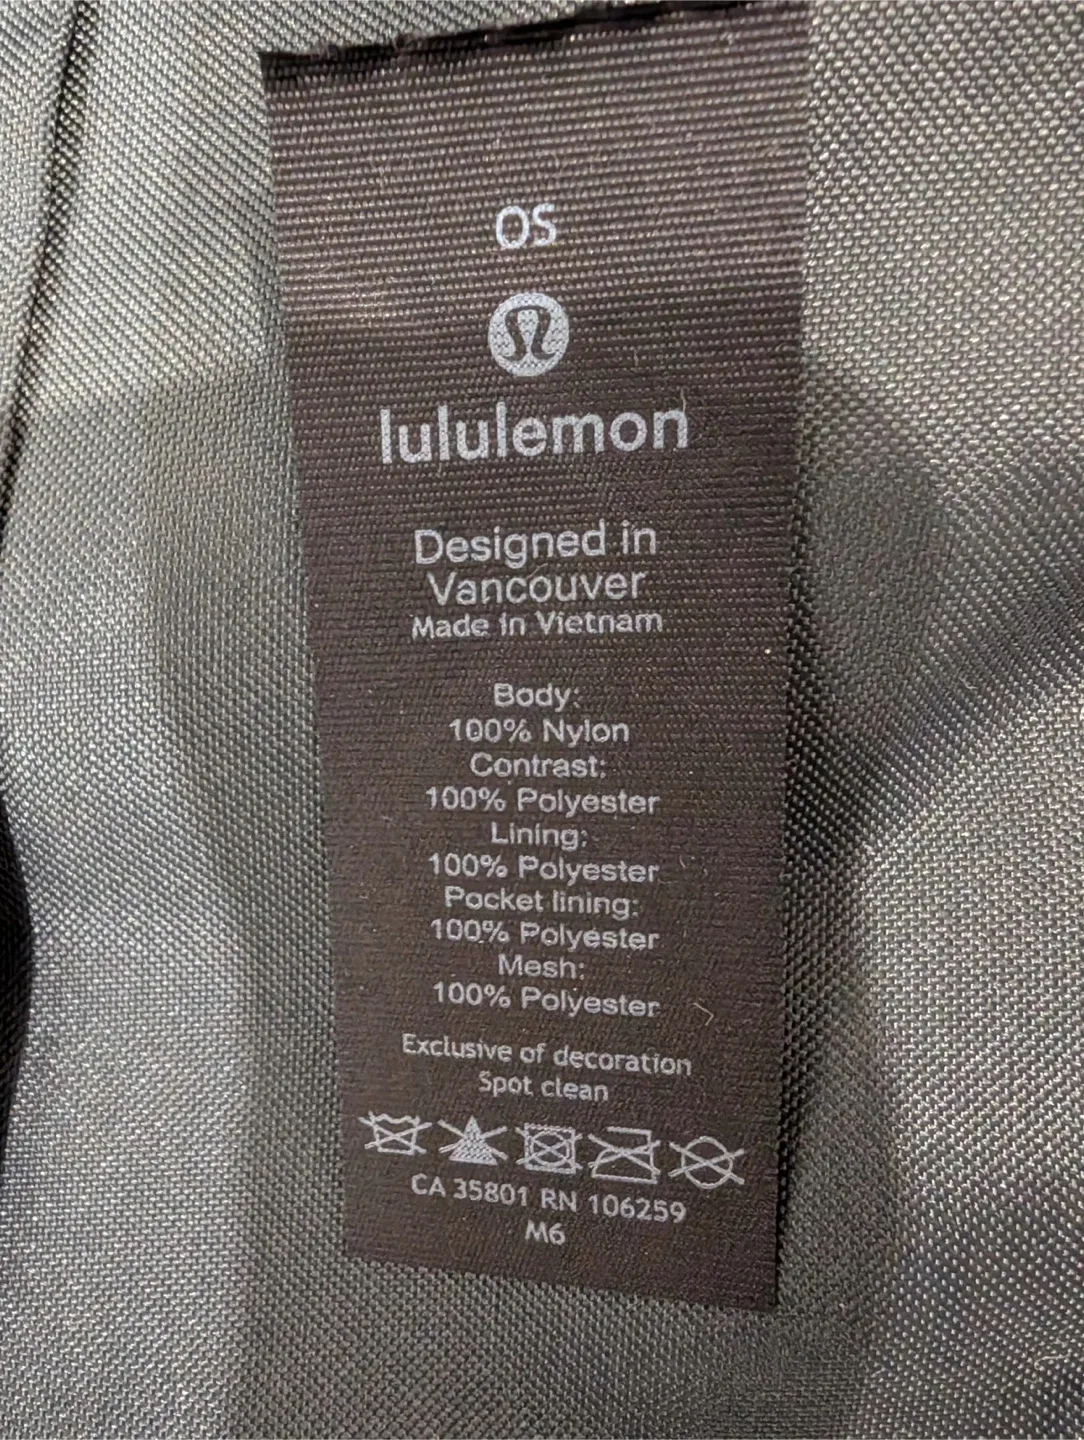 OS
lululemon
Designed in
Vancouver
Made in Vietnam
Body:
100% Nylon
Contrast:
100% Polyester
Lining:
100% Polyester
Pocket lining:
100% Polyester
Mesh:
100% Polyester
Exclusive of decoration
Spot clean
CA 35801 RN 106259
M6